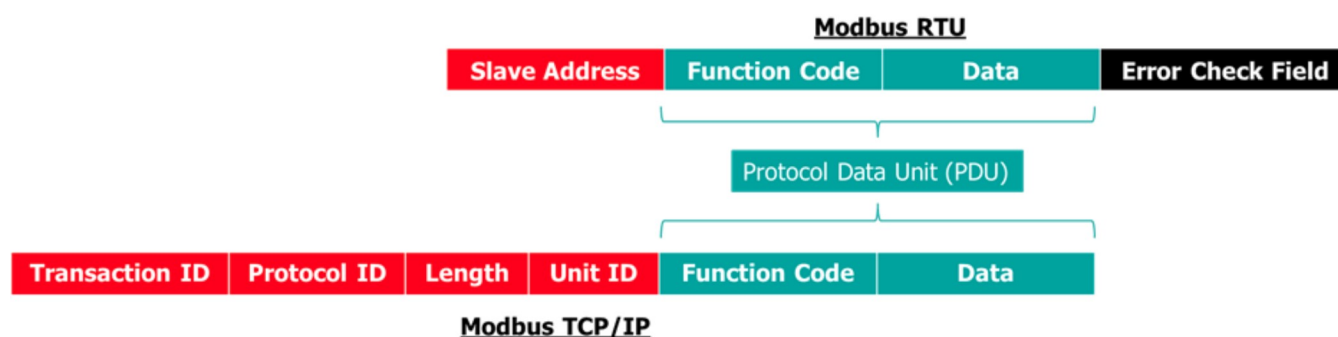 Modbus RTU
Slave Address Function Code Data Error Check Field
Protocol Data Unit (PDU)
Transaction ID Protocol ID Length Unit ID Function Code Data
Modbus TCP/IP